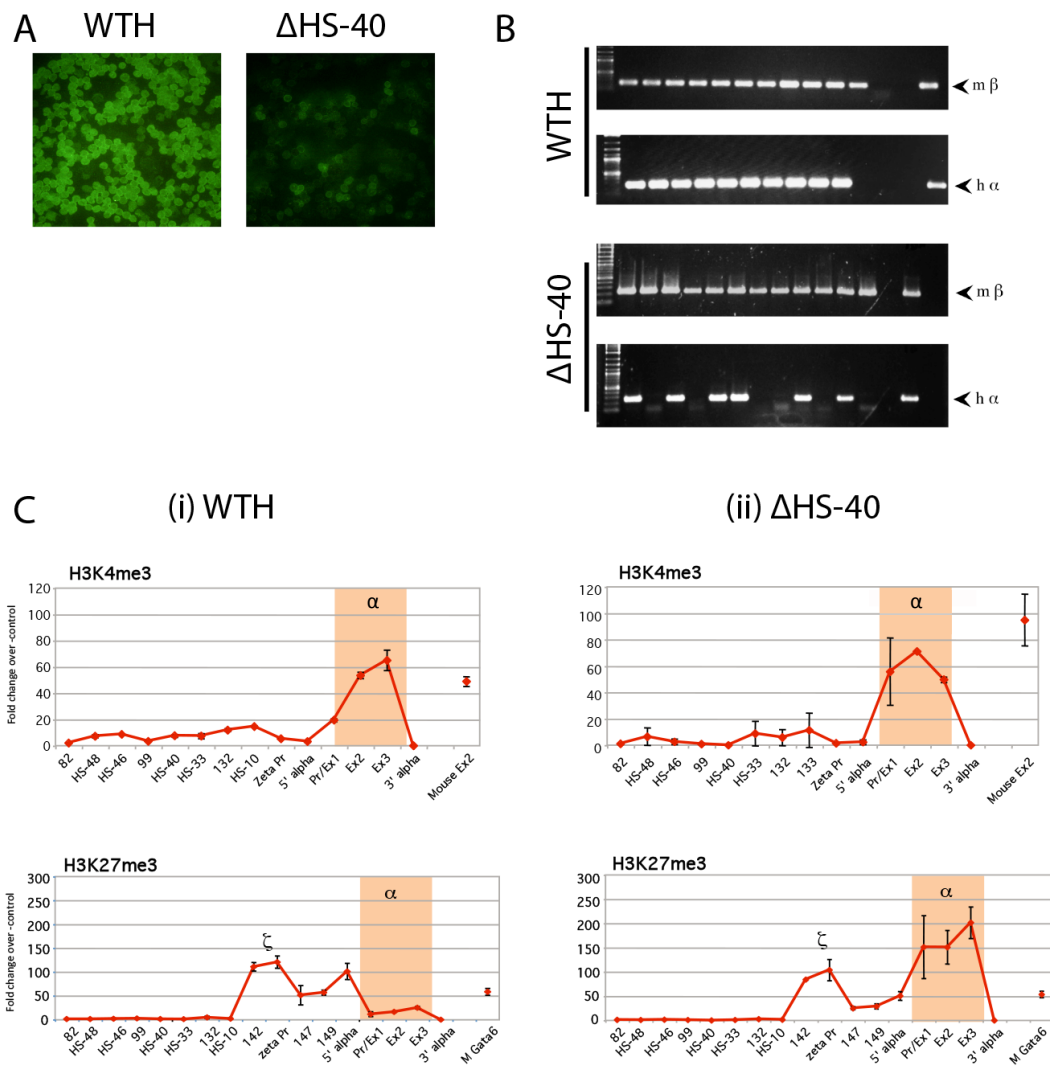 A
WTH
ΔHS-40
B
WTH
m β
h α
ΔHS-40
m β
h α
C
(i) WTH
(ii) ΔHS-40
H3K4me3
Fold change over-control
120
100
80
60
40
20
0
α
82
HS-48
HS-46
99
HS-40
HS-33
132
HS-10
Zeta Pr
5' alpha
Pr/Ex1
Ex2
Ex3
3' alpha
Mouse Ex2
H3K4me3
120
100
80
60
40
20
0
α
82
HS-48
HS-46
99
HS-40
HS-33
132
133
Zeta Pr
5' alpha
Pr/Ex1
Ex2
Ex3
3' alpha
Mouse Ex2
H3K27me3
Fold change over-control
300
250
200
150
100
50
0
ζ
α
82
HS-48
HS-46
99
HS-40
HS-33
132
HS-10
142
zeta Pr
147
149
5' alpha
Pr/Ex1
Ex2
Ex3
3' alpha
M Gata6
H3K27me3
300
250
200
150
100
50
0
ζ
α
82
HS-48
HS-46
99
HS-40
HS-33
132
HS-10
142
zeta Pr
147
149
5' alpha
Pr/Ex1
Ex2
Ex3
3' alpha
M Gata6